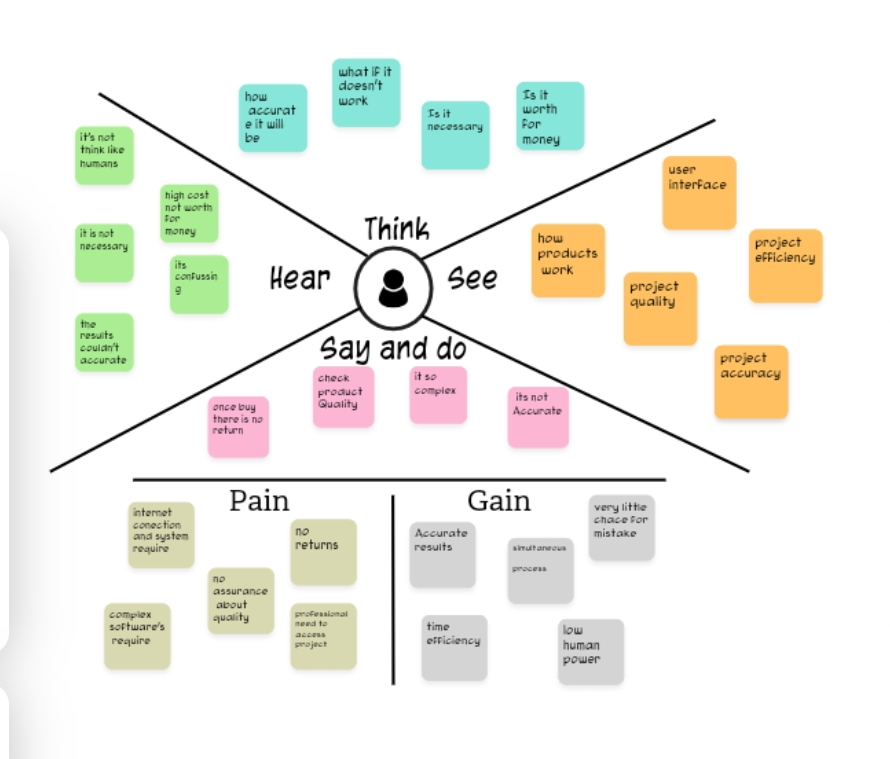 how
accurat
e it will
be
what if it
doesn't
work
Is it
necessary
Is it
worth
for
money
it's not
think like
humans
high cost
not worth
for
money
it is not
necessary
its
confussin
g
the
results
couldn't
accurate
Think
Hear
See
Say and do
user
interface
how
products
work
project
efficiency
project
quality
project
accuracy
once buy
there is no
return
check
product
Quality
it so
complex
its not
Accurate
Pain
internet
conection
and system
require
no
returns
no
assurance
about
quality
complex
software's
require
professional
need to
access
project
Gain
Accurate
results
simultaneous
process
very little
chace for
mistake
time
efficiency
low
human
power